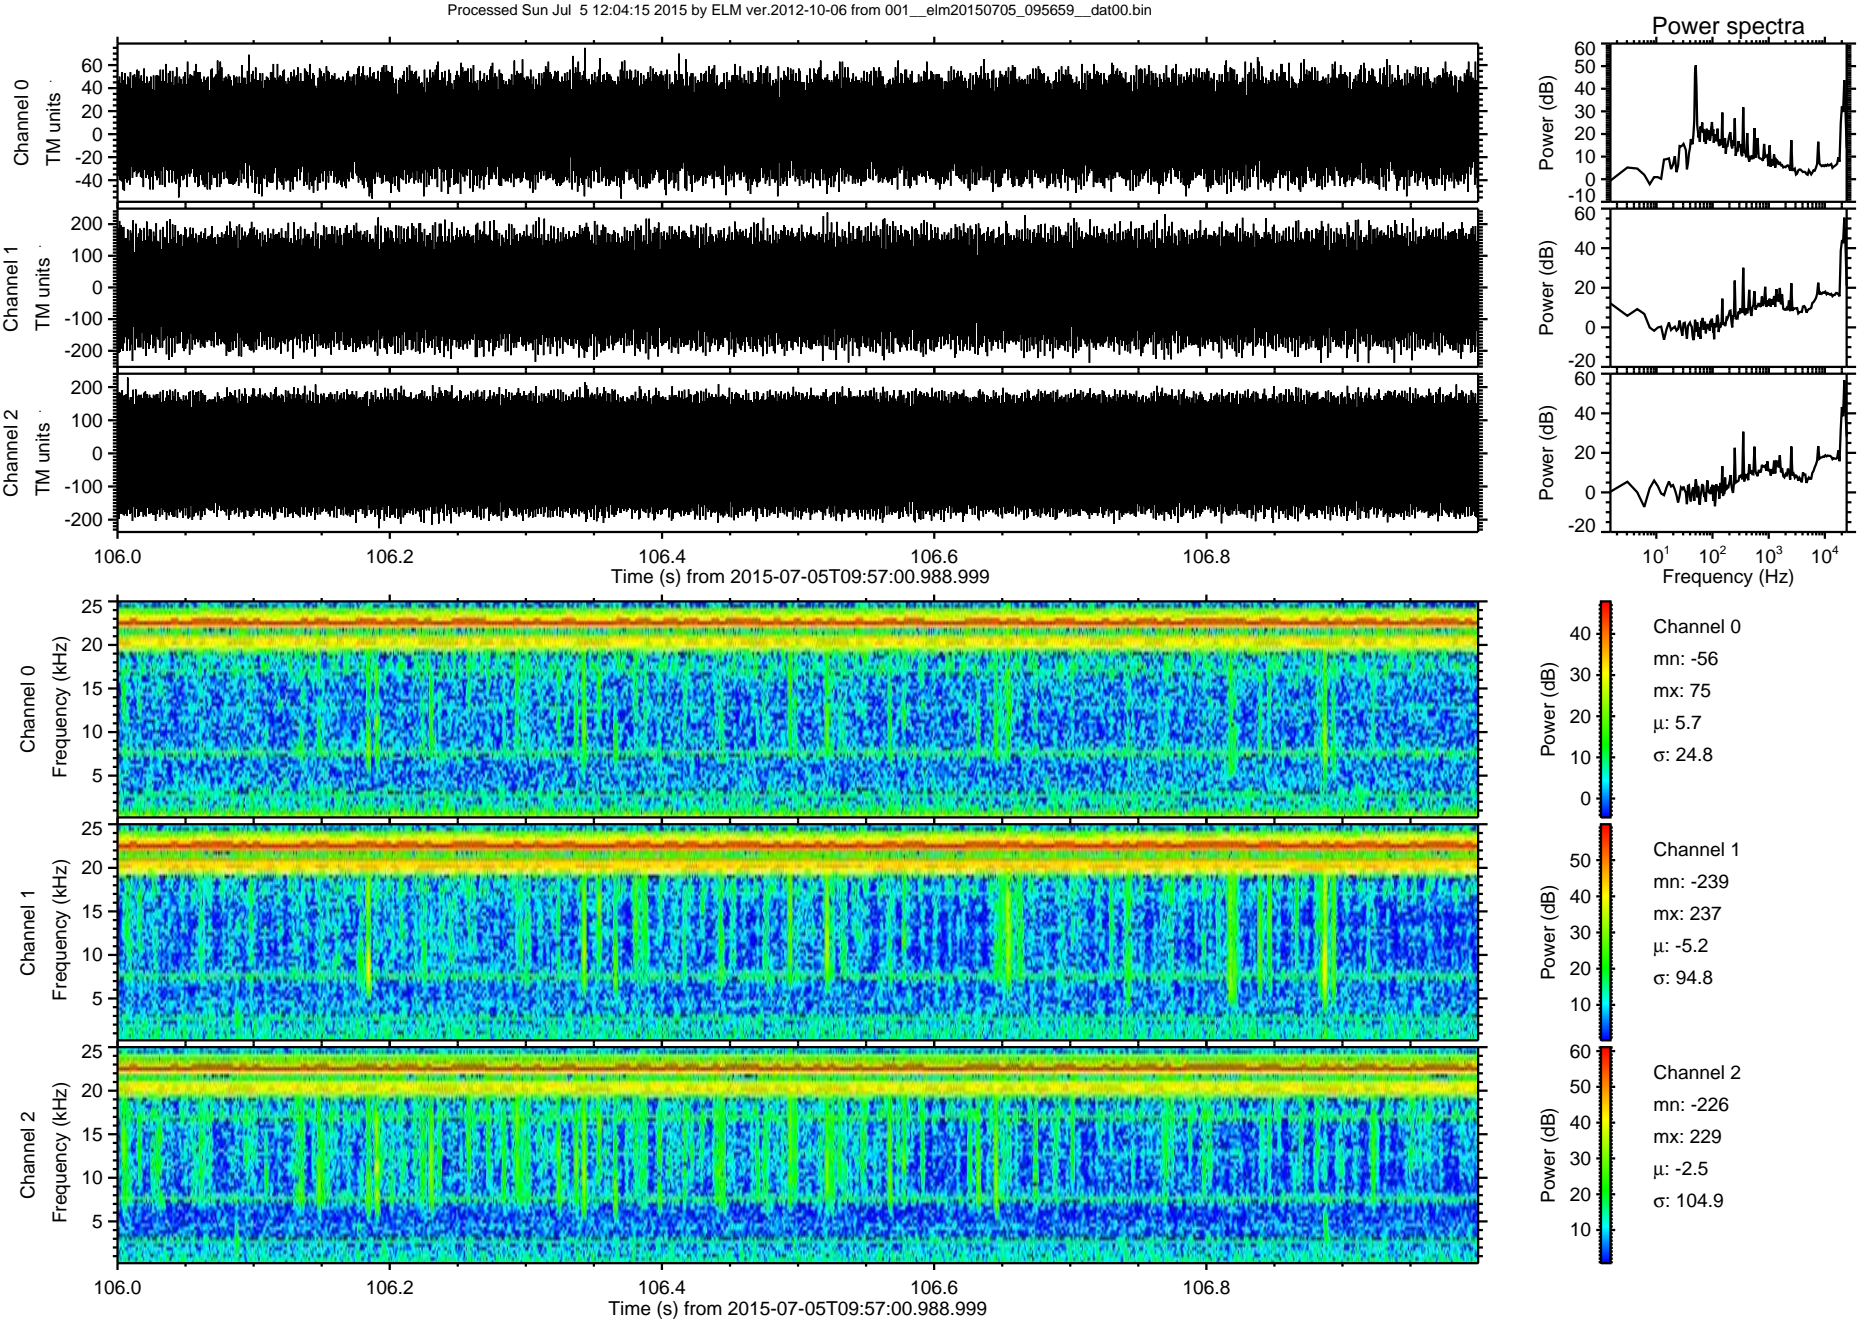 Processed Sun Jul 5 12:04:15 2015 by ELM ver.2012-10-06 from 001__elm20150705_095659__dat00.bin
Power spectra
Channel 0
TM units
60
40
20
0
-20
-40
Power (dB)
60
50
40
30
20
10
0
-10
Channel 1
TM units
200
100
0
-100
-200
Power (dB)
60
40
20
0
-20
Channel 2
TM units
200
100
0
-100
-200
Power (dB)
60
40
20
0
-20
106.0 106.2 106.4 106.6 106.8
Time (s) from 2015-07-05T09:57:00.988.999
10¹ 10² 10³ 10⁴
Frequency (Hz)
Channel 0
Frequency (kHz)
25
20
15
10
5
Power (dB)
40
30
20
10
0
Channel 0
mn: -56
mx: 75
μ: 5.7
σ: 24.8
Channel 1
Frequency (kHz)
25
20
15
10
5
Power (dB)
50
40
30
20
10
Channel 1
mn: -239
mx: 237
μ: -5.2
σ: 94.8
Channel 2
Frequency (kHz)
25
20
15
10
5
Power (dB)
60
50
40
30
20
10
Channel 2
mn: -226
mx: 229
μ: -2.5
σ: 104.9
106.0 106.2 106.4 106.6 106.8
Time (s) from 2015-07-05T09:57:00.988.999